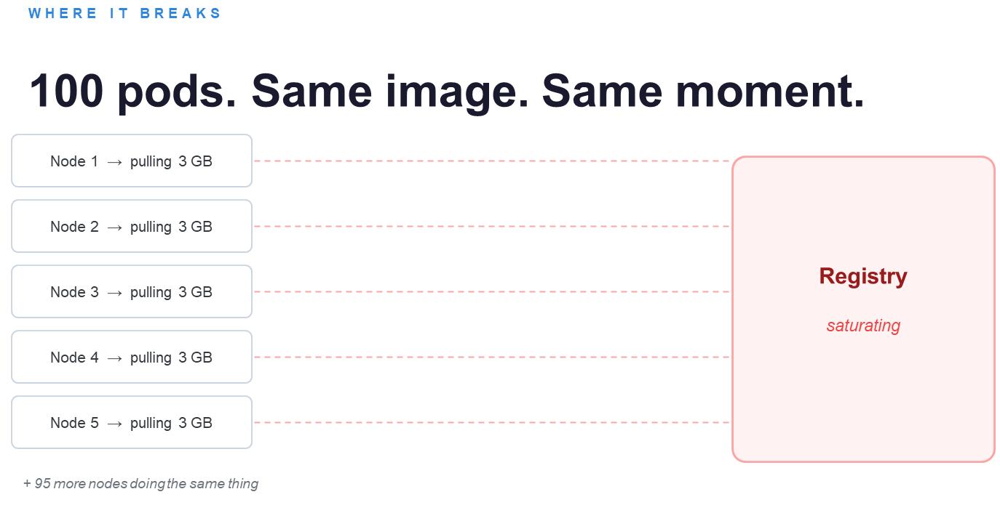 WHERE IT BREAKS
100 pods. Same image. Same moment.
Node 1 → pulling 3 GB
Node 2 → pulling 3 GB
Node 3 → pulling 3 GB
Node 4 → pulling 3 GB
Node 5 → pulling 3 GB
Registry
saturating
+ 95 more nodes doing the same thing